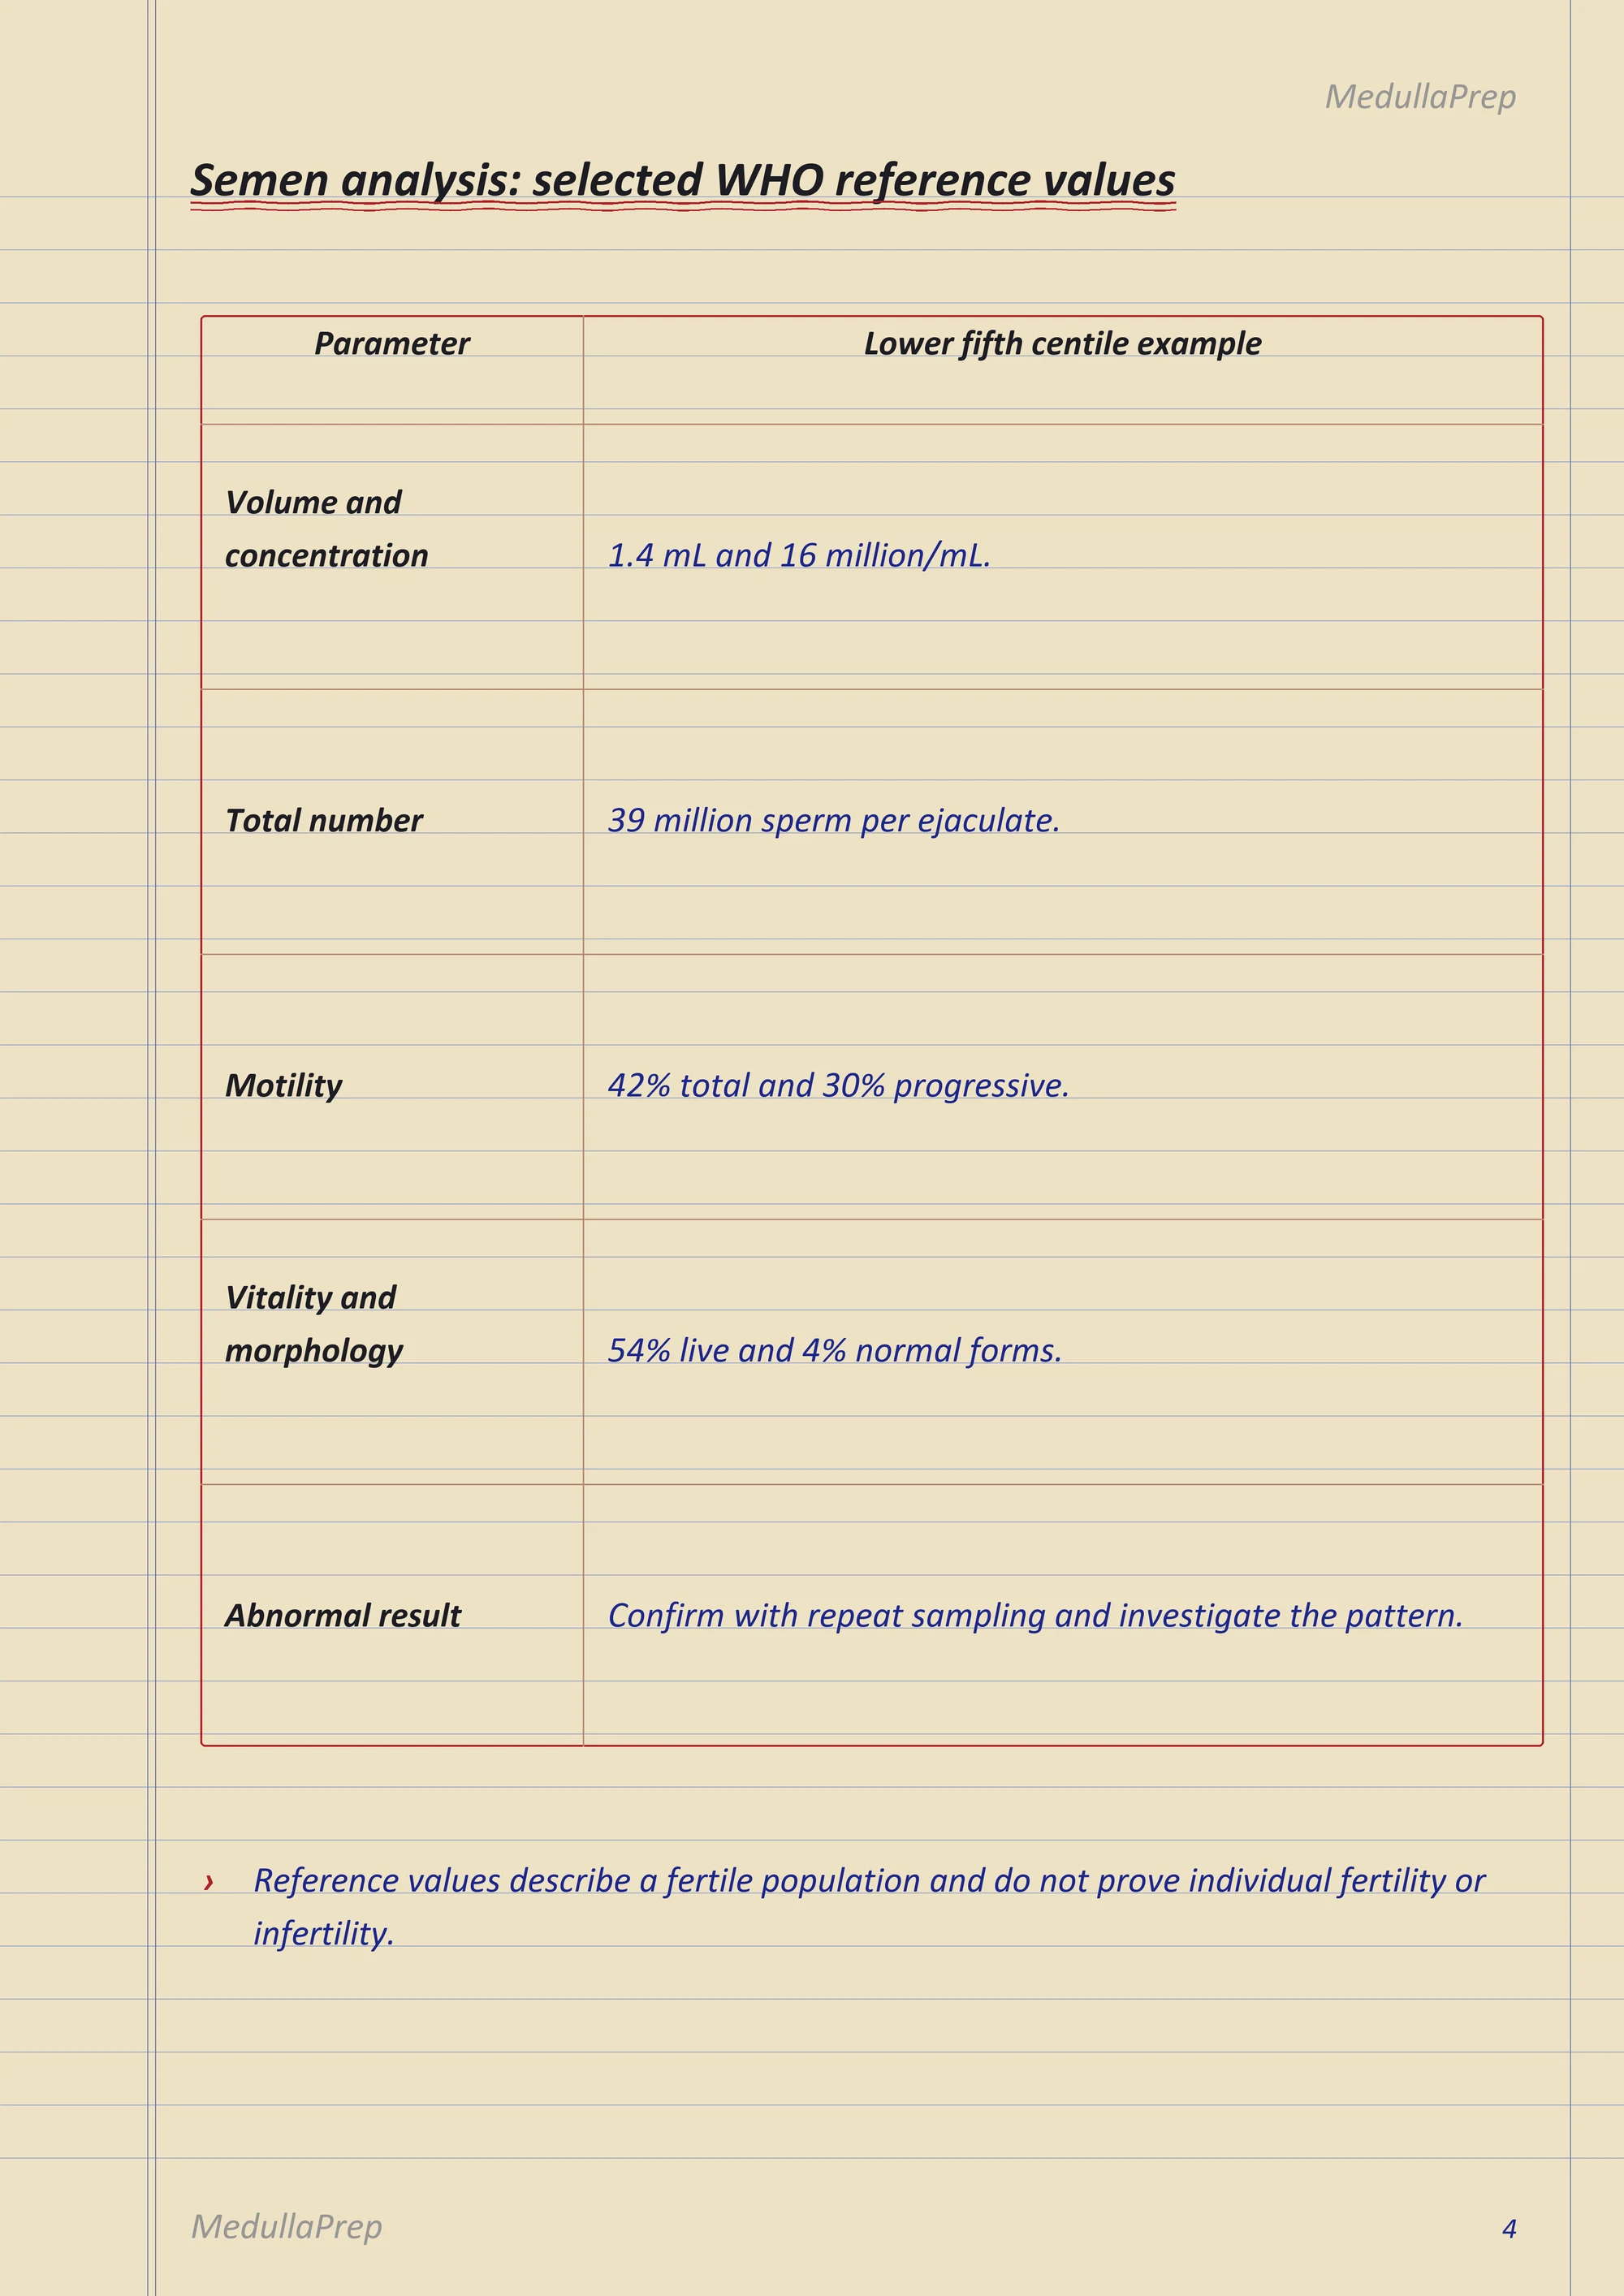 MedullaPrep
Semen analysis: selected WHO reference values
Parameter
Lower fifth centile example
Volume and
concentration
1.4 mL and 16 million/mL.
Total number
39 million sperm per ejaculate.
Motility
42% total and 30% progressive.
Vitality and
morphology
54% live and 4% normal forms.
Abnormal result
Confirm with repeat sampling and investigate the pattern.
› Reference values describe a fertile population and do not prove individual fertility or
infertility.
MedullaPrep
4